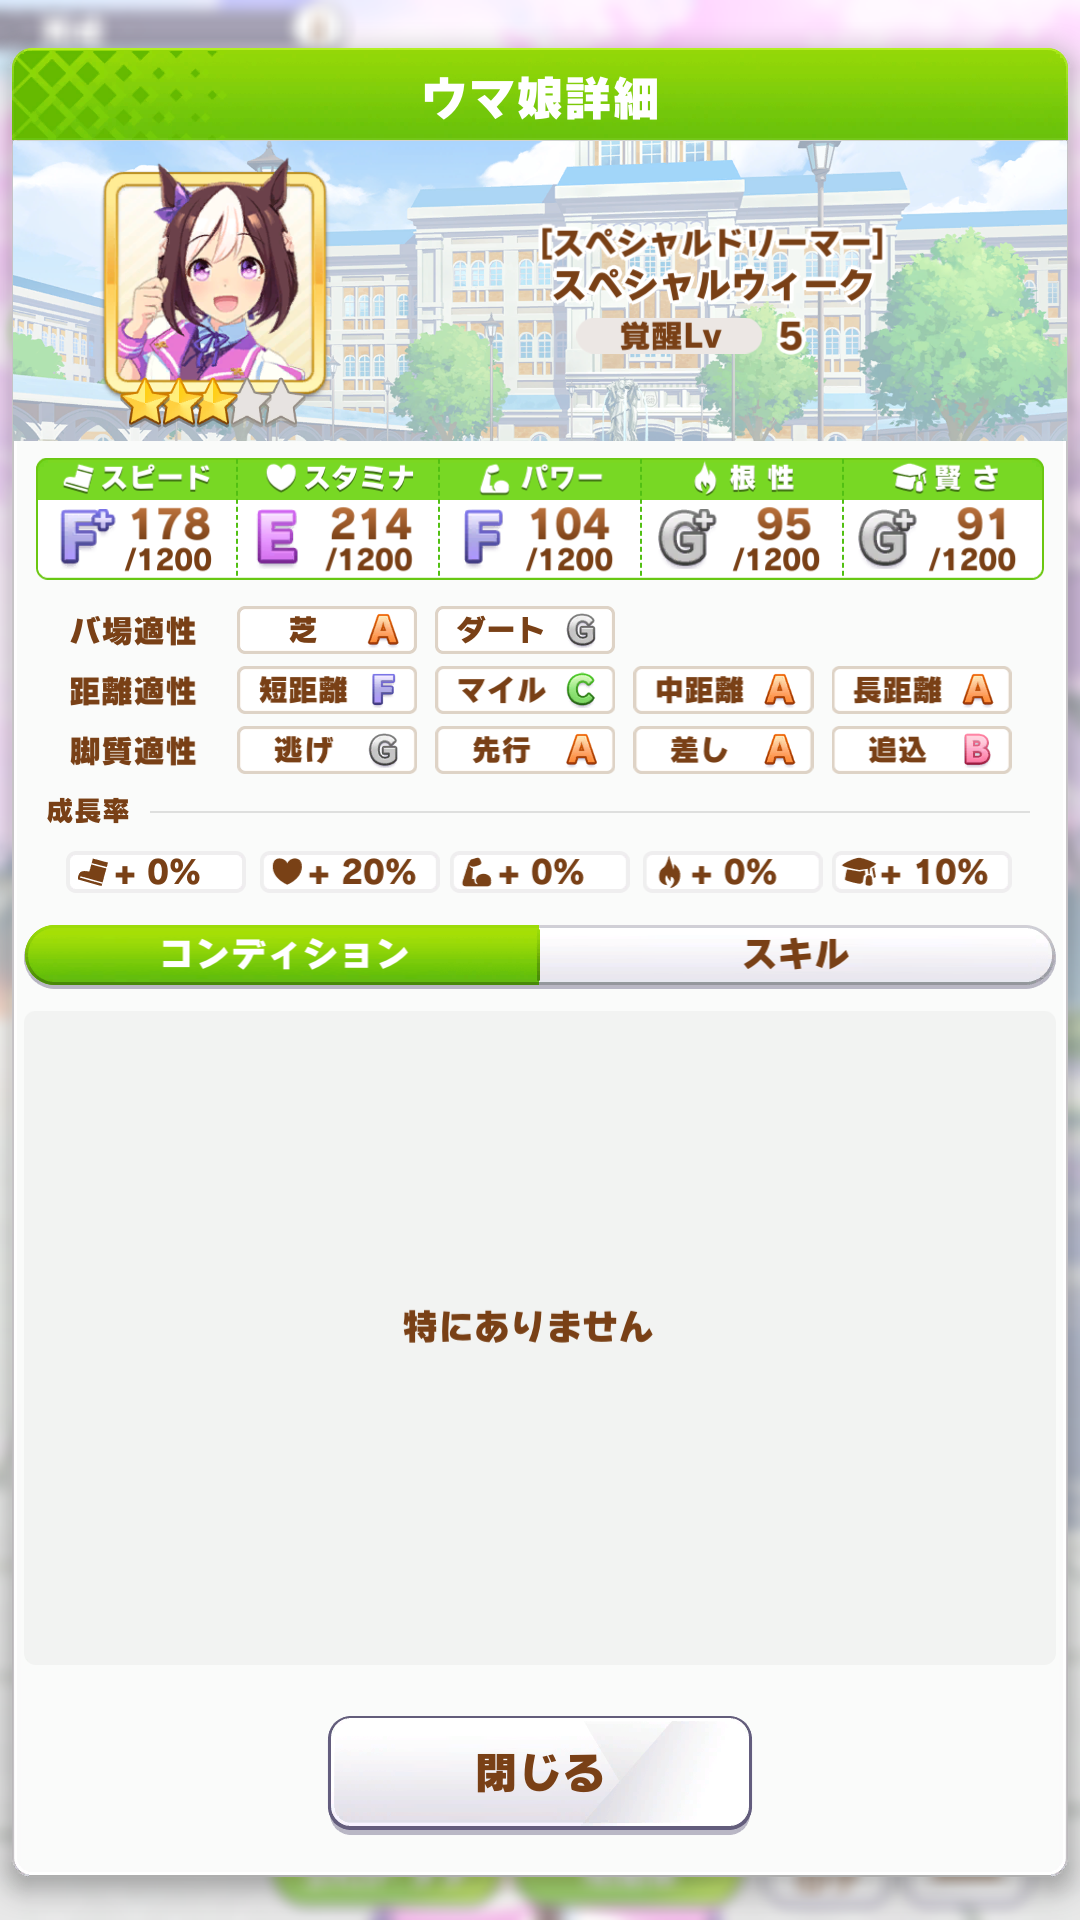 ウマ娘詳細
[スペシャルドリーマー]
スペシャルウィーク
覚醒Lv 5
スピード スタミナ パワー 根性 賢さ
F+ 178 E 214 F 104 G+ 95 G+ 91
/1200 /1200 /1200 /1200 /1200
バ場適性 芝 A ダート G
距離適性 短距離 F マイル C 中距離 A 長距離 A
脚質適性 逃げ G 先行 A 差し A 追込 B
成長率
+ 0% + 20% + 0% + 0% + 10%
コンディション スキル
特にありません
閉じる